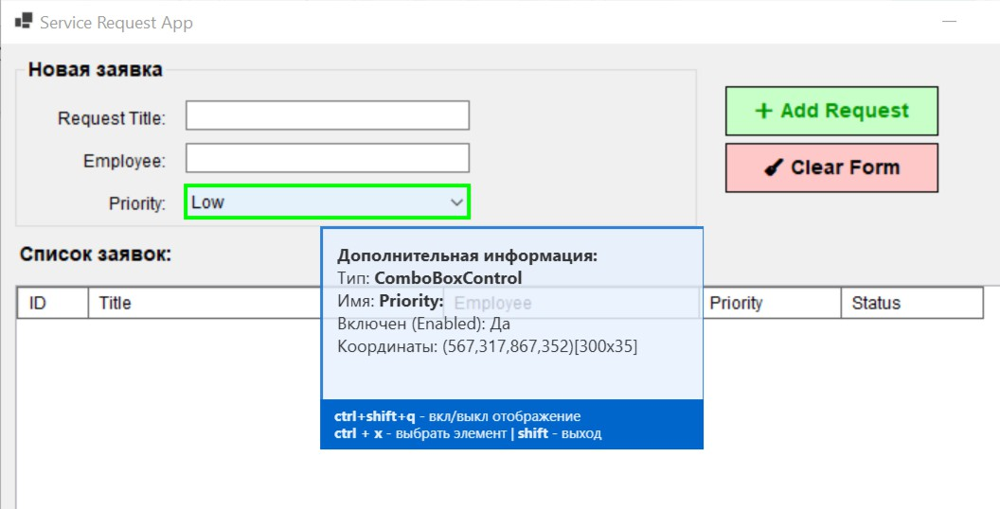 Service Request App
Новая заявка
Request Title:
+ Add Request
Employee:
Clear Form
Priority: Low
Список заявок:
Дополнительная информация:
Тип: ComboBoxControl
Имя: Priority:
Включен (Enabled): Да
Координаты: (567,317,867,352)[300x35]
ctrl+shift+q - вкл/выкл отображение
ctrl + x - выбрать элемент | shift - выход
ID Title Employee Priority Status